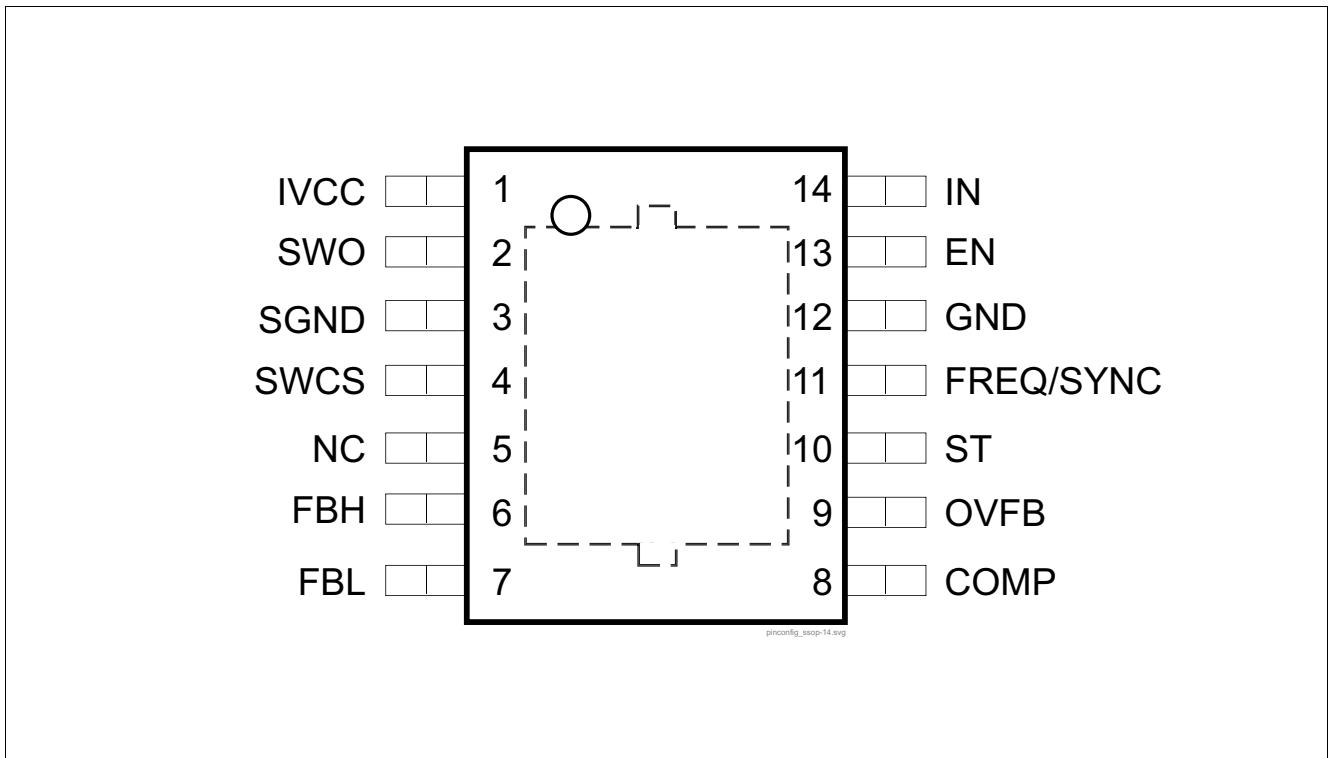 IVCC 1 14 IN
SWO 2 13 EN
SGND 3 12 GND
SWCS 4 11 FREQ/SYNC
NC 5 10 ST
FBH 6 9 OVFB
FBL 7 8 COMP
pinconfig_ssop-14.svg